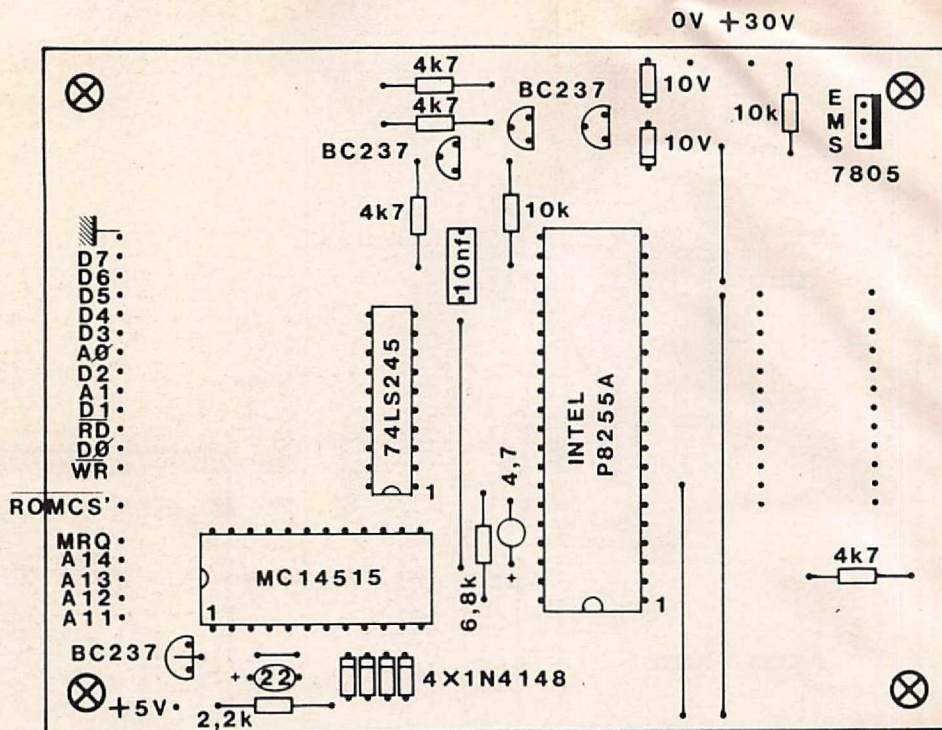 0V +30V
4k7
4k7
BC237
10V
10k
E
M
S
7805
BC237
10V
4k7
10k
10nf
D7
D6
D5
D4
D3
A0
D2
A1
D1
RD
D0
WR
ROMCS'
MRQ
A14
A13
A12
A11
74LS245
1
INTEL
P8255A
1
4,7
+
6,8k
MC14515
1
4k7
BC237
+ 22
4X1N4148
+5V
2,2k